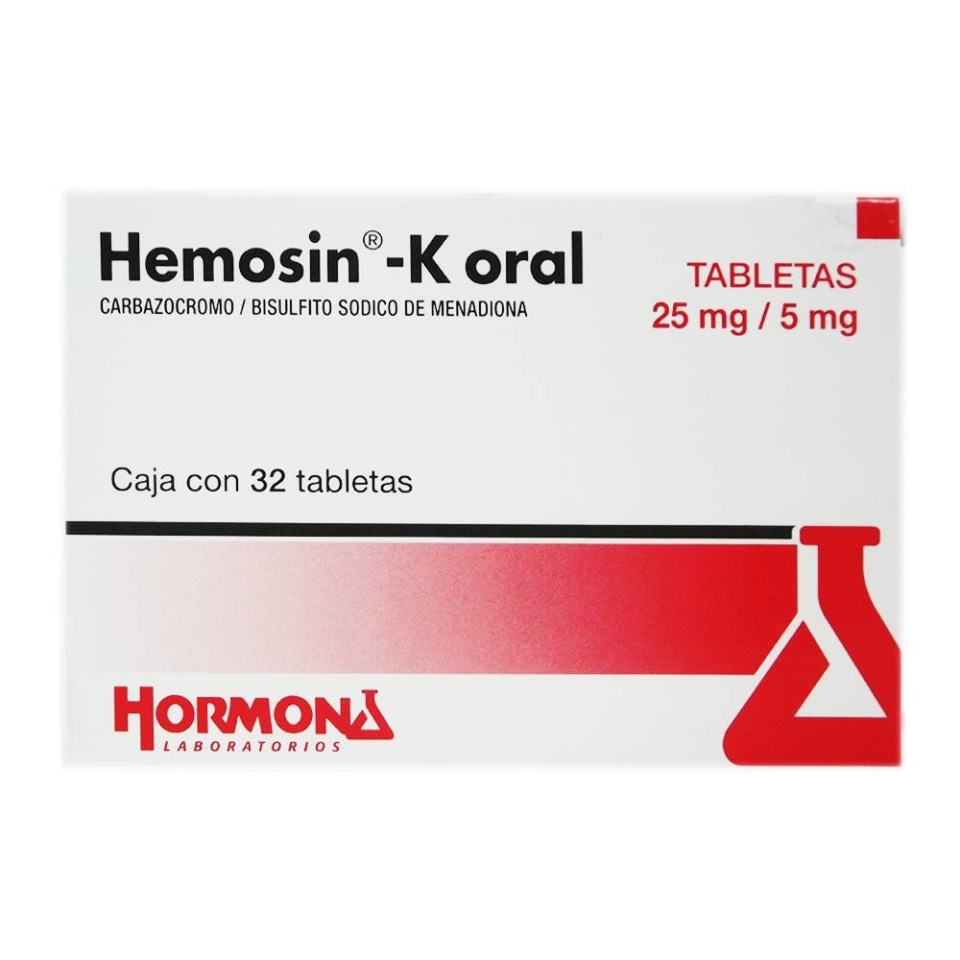 Hemosin®-K oral
CARBAZOCROMO / BISULFITO SODICO DE MENADIONA
TABLETAS
25 mg / 5 mg
Caja con 32 tabletas
HORMONA
LABORATORIOS